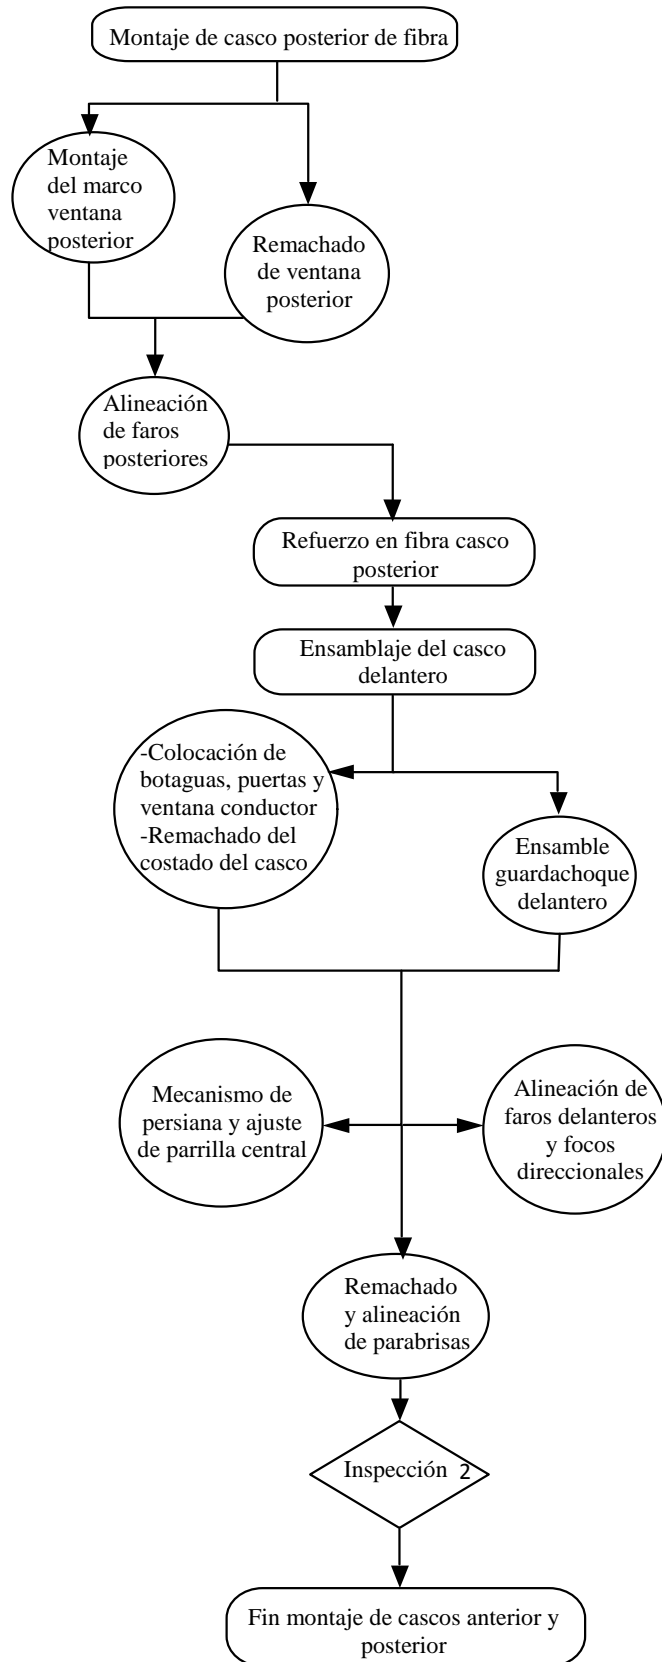 Montaje de casco posterior de fibra
Montaje
del marco
ventana
posterior
Remachado
de ventana
posterior
Alineación
de faros
posteriores
Refuerzo en fibra casco
posterior
Ensamblaje del casco
delantero
-Colocación de
botaguas, puertas y
ventana conductor
-Remachado del
costado del casco
Ensamble
guardachoque
delantero
Mecanismo de
persiana y ajuste
de parrilla central
Alineación de
faros delanteros
y focos
direccionales
Remachado
y alineación
de parabrisas
Inspección 2
Fin montaje de cascos anterior y
posterior